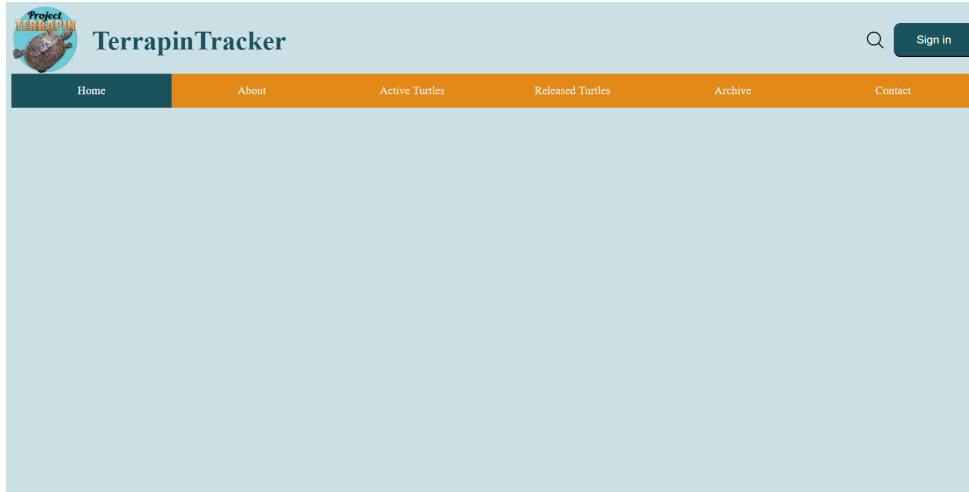 Project
TERRAPIN
TerrapinTracker
Sign in
Home
About
Active Turtles
Released Turtles
Archive
Contact